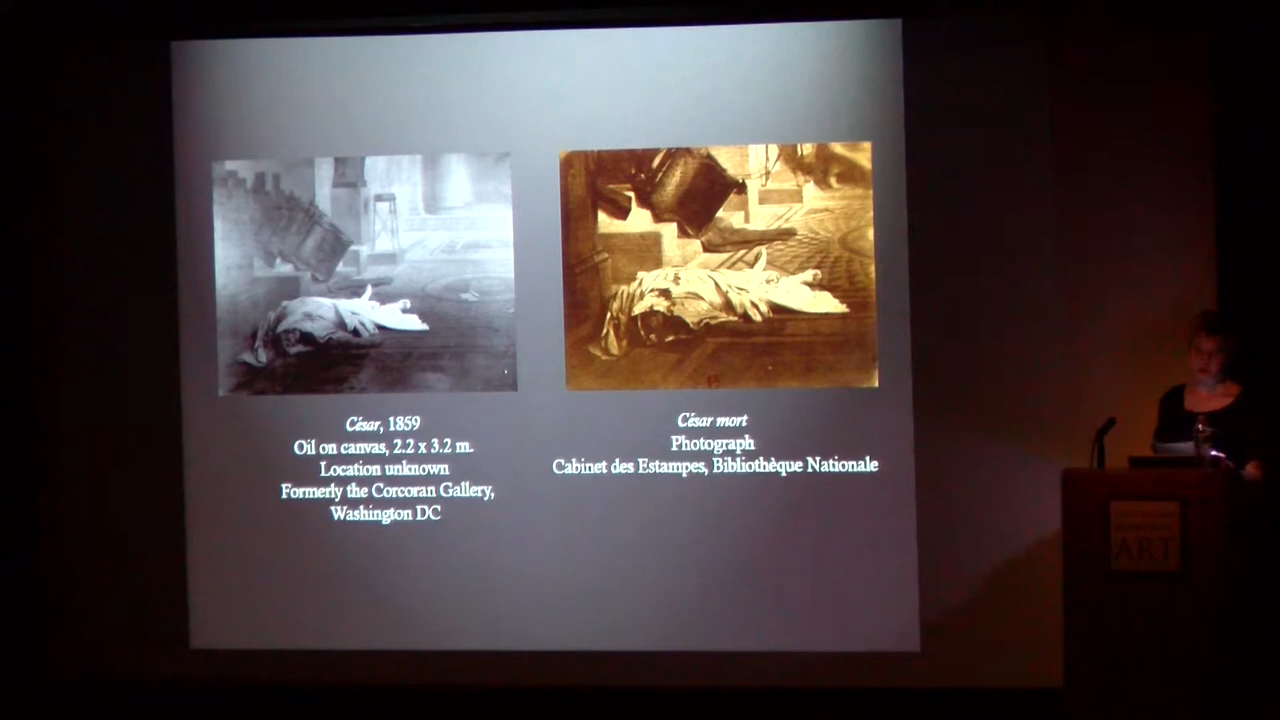 César, 1859
Oil on canvas, 2.2 x 3.2 m.
Location unknown
Formerly the Corcoran Gallery,
Washington DC
César mort
Photograph
Cabinet des Estampes, Bibliothèque Nationale
ART